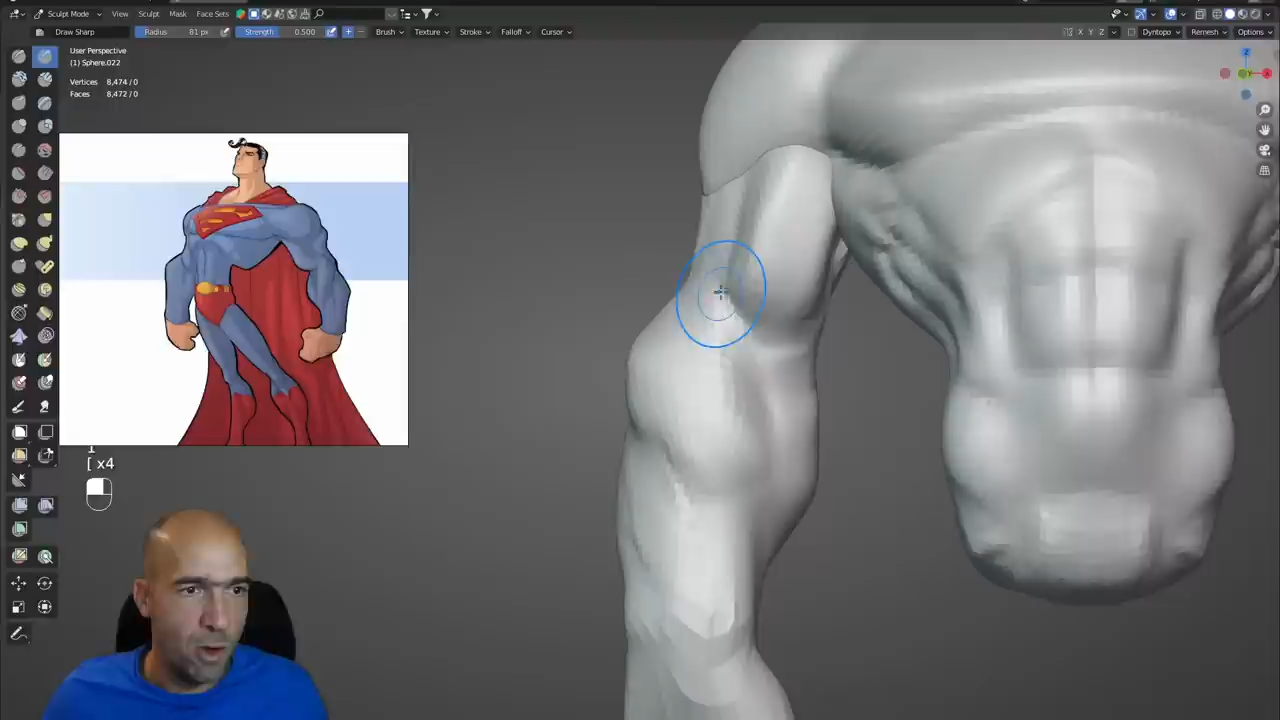 Sculpt Mode View Sculpt Mask Face Sets
Draw Sharp Radius 81 px Strength 0.500 Brush Texture Stroke Falloff Cursor X Y Z Dyntopo Remesh Options
User Perspective
(1) Sphere.022
Vertices 8,474 / 0
Faces 8,472 / 0
[ x4